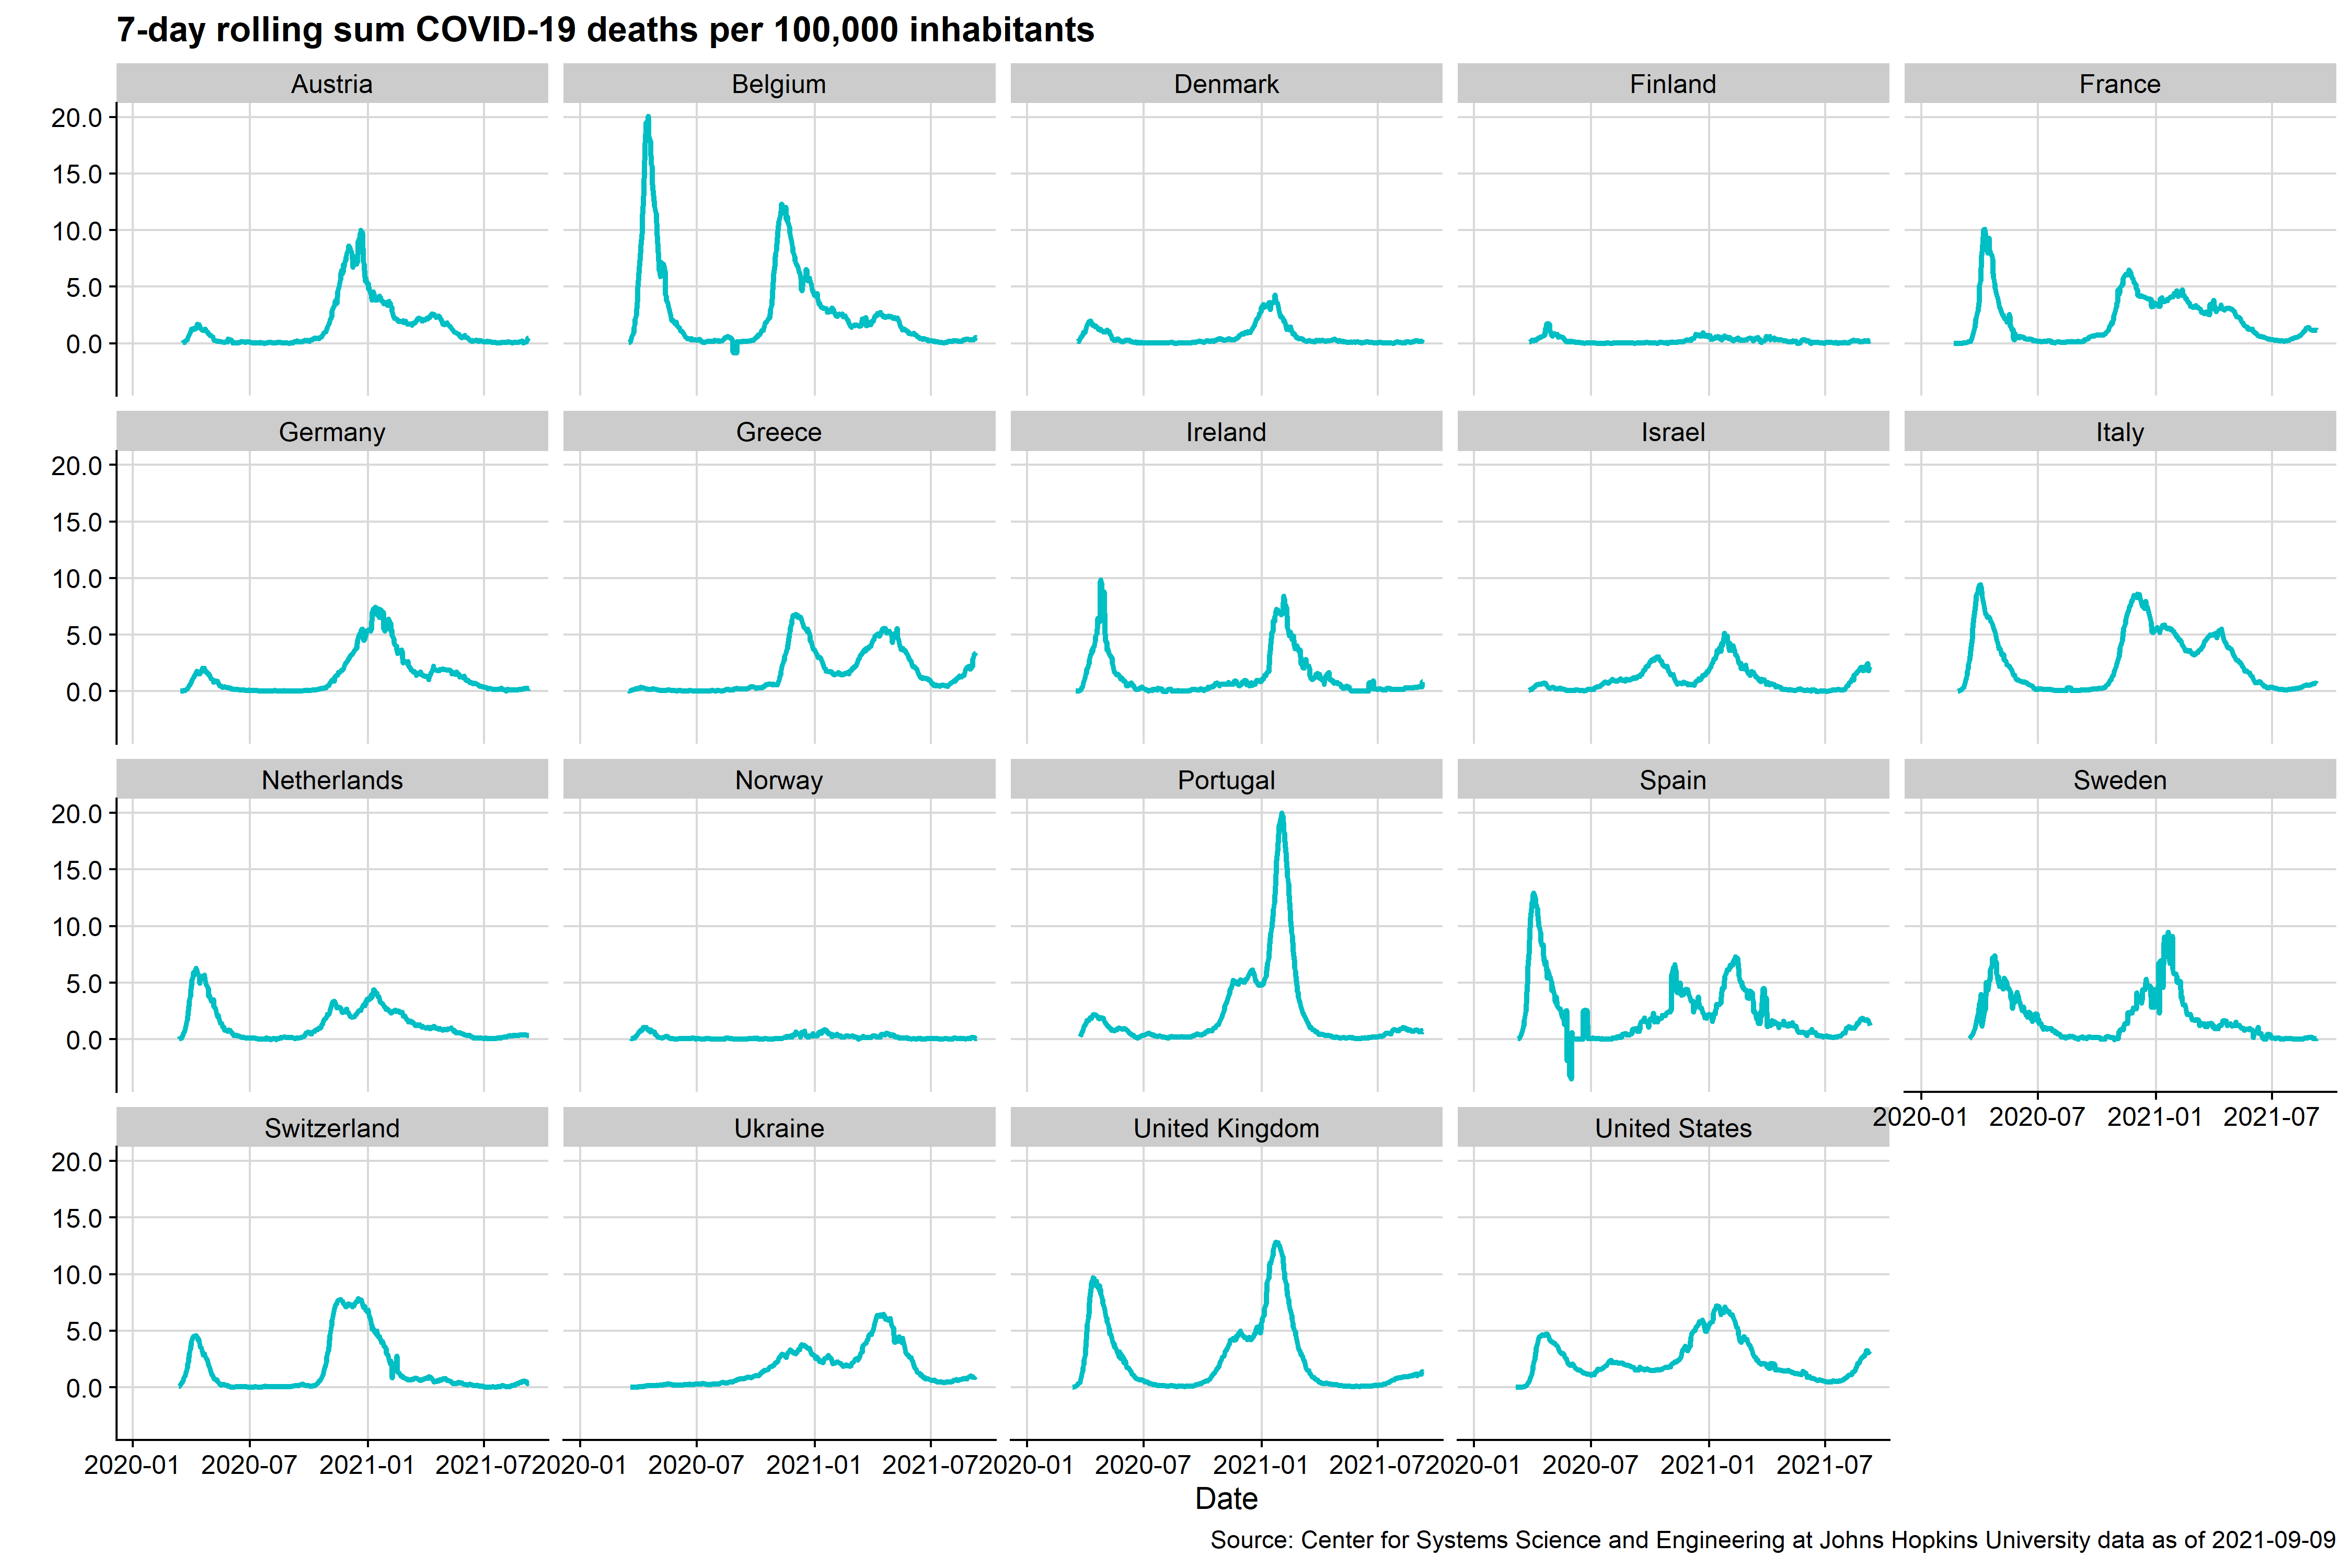 7-day rolling sum COVID-19 deaths per 100,000 inhabitants
Austria Belgium Denmark Finland France
20.0
15.0
10.0
5.0
0.0
Germany Greece Ireland Israel Italy
20.0
15.0
10.0
5.0
0.0
Netherlands Norway Portugal Spain Sweden
20.0
15.0
10.0
5.0
0.0
2020-01 2020-07 2021-01 2021-07
Switzerland Ukraine United Kingdom United States
20.0
15.0
10.0
5.0
0.0
2020-01 2020-07 2021-01 2021-07 2020-01 2020-07 2021-01 2021-07 2020-01 2020-07 2021-01 2021-07 2020-01 2020-07 2021-01 2021-07
Date
Source: Center for Systems Science and Engineering at Johns Hopkins University data as of 2021-09-09